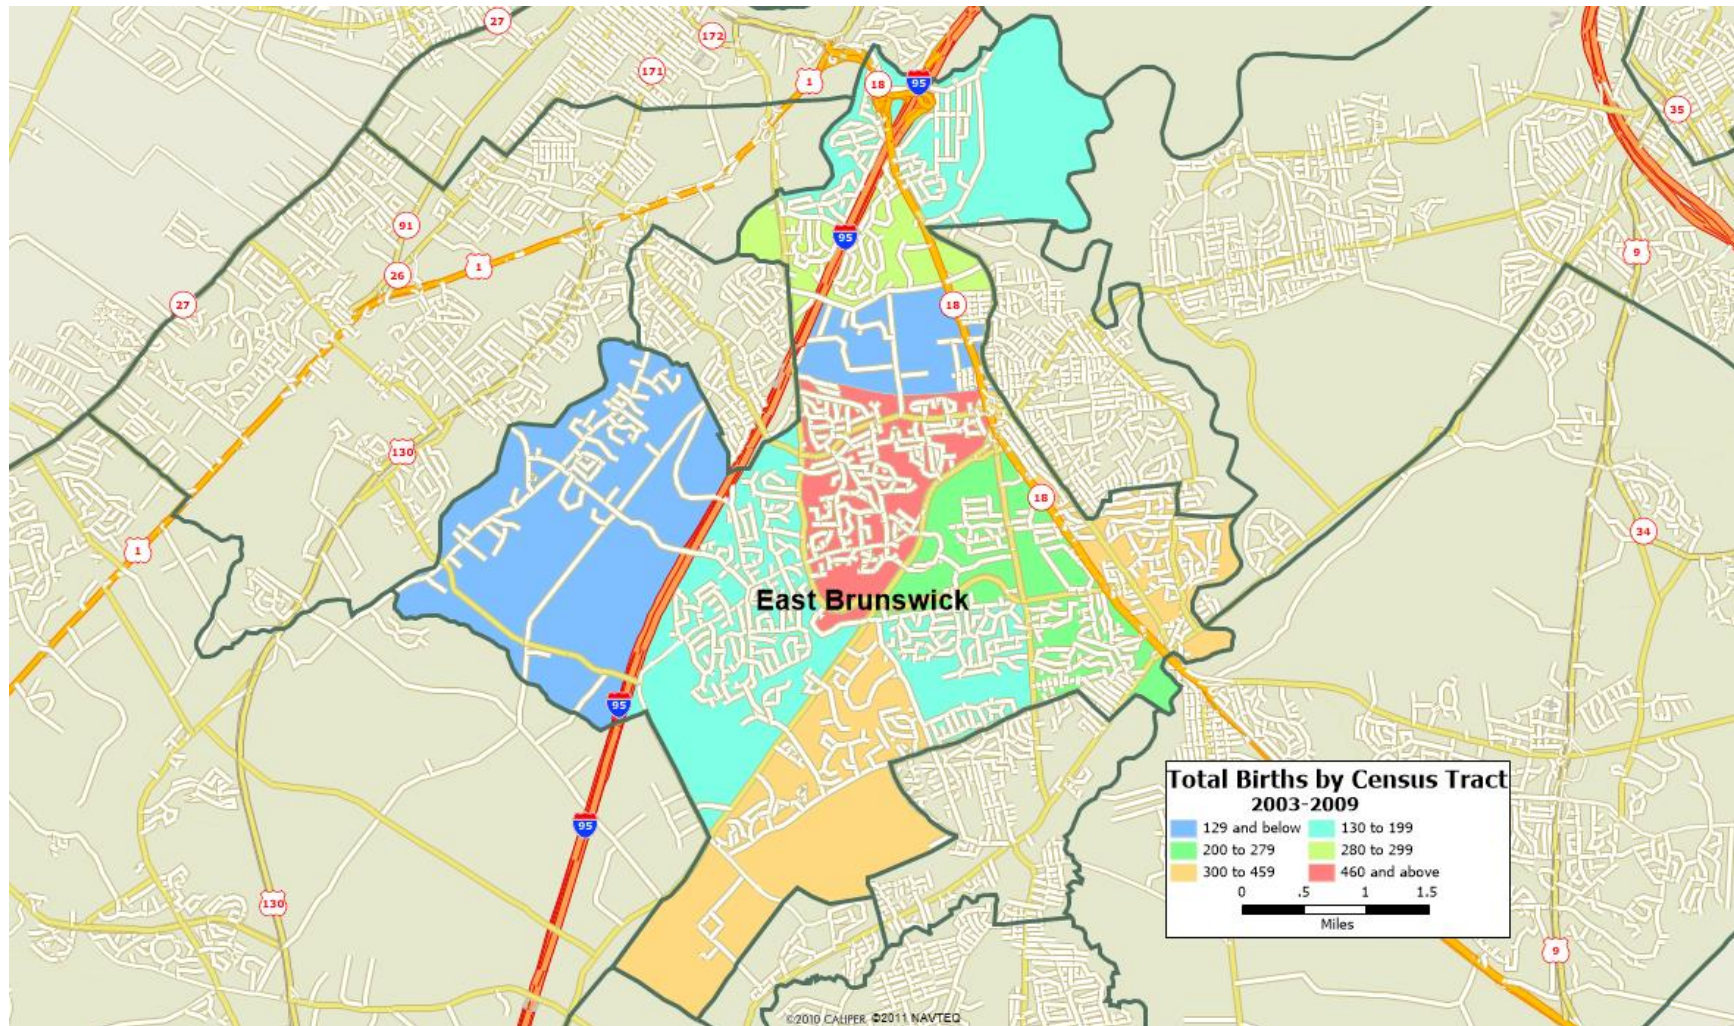 27
172
171
1
18
95
35
91
95
26
1
27
9
18
130
18
1
34
East Brunswick
95
Total Births by Census Tract
2003-2009
129 and below 130 to 199
200 to 279 280 to 299
300 to 459 460 and above
0 .5 1 1.5
Miles
95
130
9
©2010 CALIPER ©2011 NAVTEQ